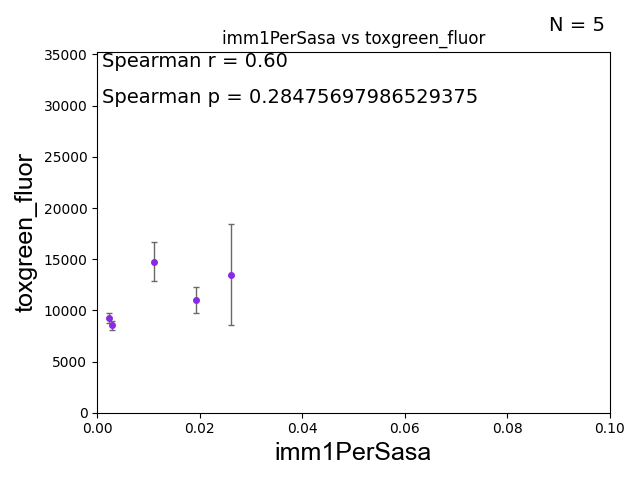 N = 5
imm1PerSasa vs toxgreen_fluor
Spearman r = 0.60
Spearman p = 0.28475697986529375
toxgreen_fluor
35000
30000
25000
20000
15000
10000
5000
0
0.00 0.02 0.04 0.06 0.08 0.10
imm1PerSasa